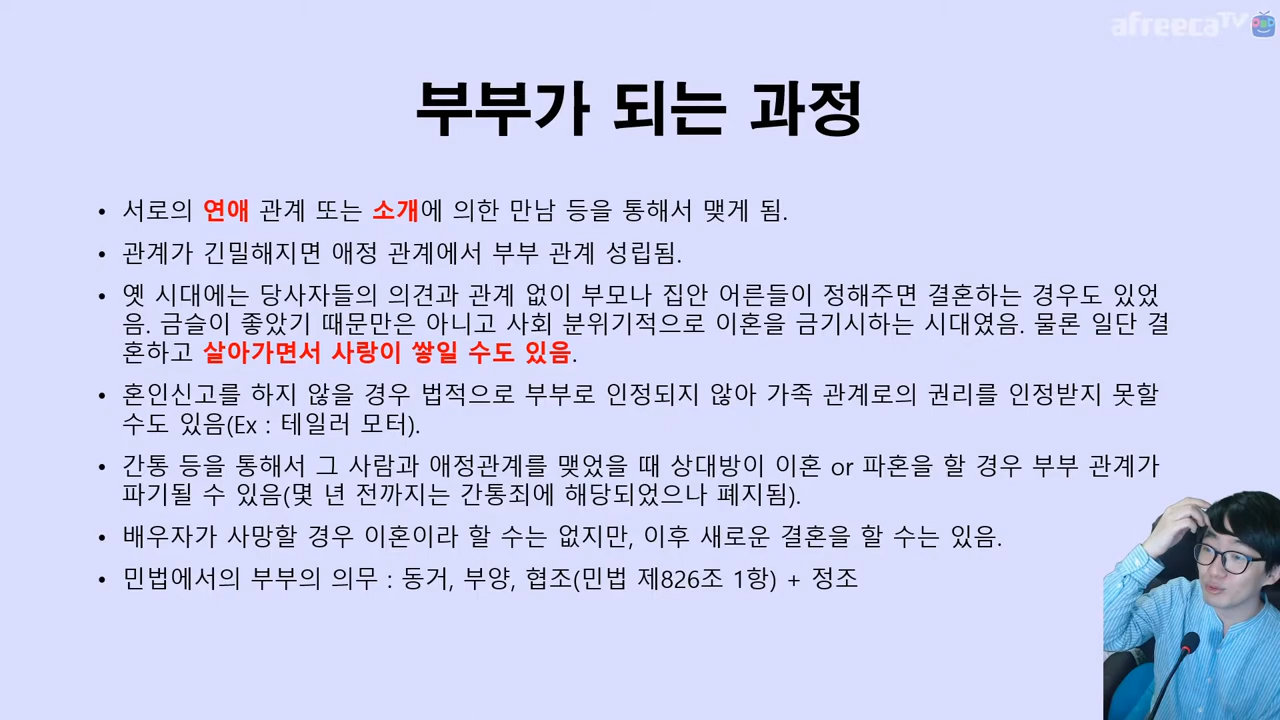 afreecaTV
부부가 되는 과정
• 서로의 연애 관계 또는 소개에 의한 만남 등을 통해서 맺게 됨.
• 관계가 긴밀해지면 애정 관계에서 부부 관계 성립됨.
• 옛 시대에는 당사자들의 의견과 관계 없이 부모나 집안 어른들이 정해주면 결혼하는 경우도 있었
음. 금슬이 좋았기 때문만은 아니고 사회 분위기적으로 이혼을 금기시하는 시대였음. 물론 일단 결
혼하고 살아가면서 사랑이 쌓일 수도 있음.
• 혼인신고를 하지 않을 경우 법적으로 부부로 인정되지 않아 가족 관계로의 권리를 인정받지 못할
수도 있음(Ex : 테일러 모터).
• 간통 등을 통해서 그 사람과 애정관계를 맺었을 때 상대방이 이혼 or 파혼을 할 경우 부부 관계가
파기될 수 있음(몇 년 전까지는 간통죄에 해당되었으나 폐지됨).
• 배우자가 사망할 경우 이혼이라 할 수는 없지만, 이후 새로운 결혼을 할 수는 있음.
• 민법에서의 부부의 의무 : 동거, 부양, 협조(민법 제826조 1항) + 정조